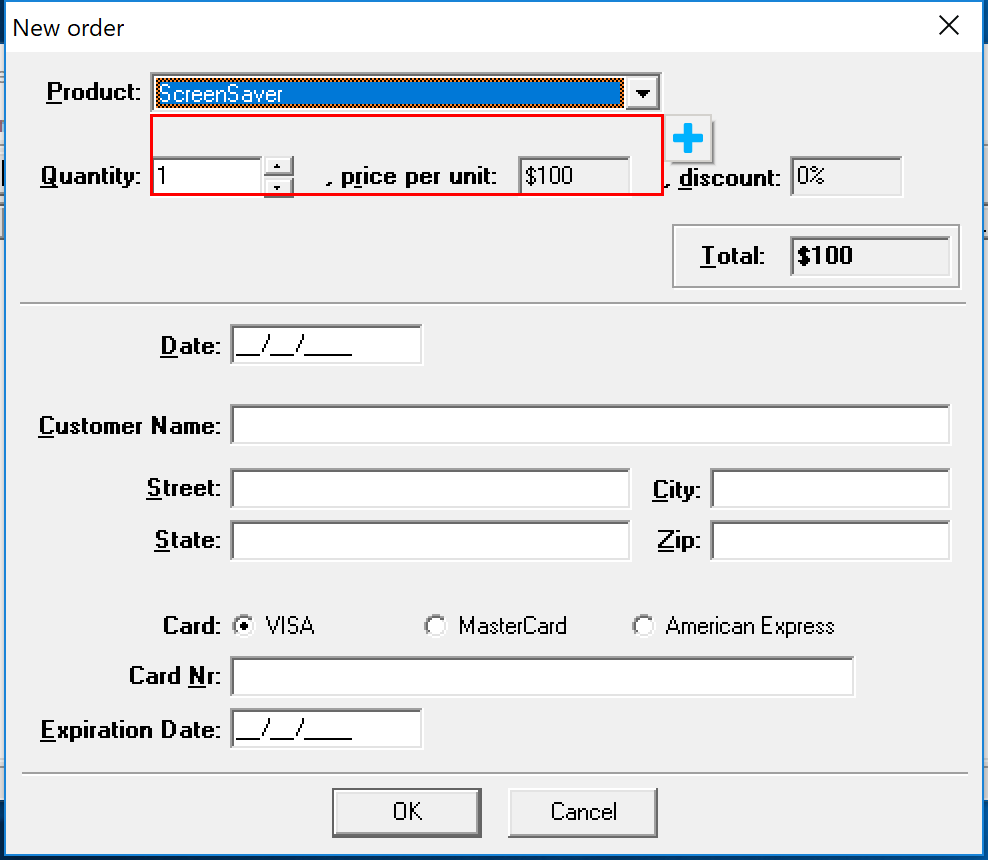 New order
Product: ScreenSaver
Quantity: 1 , price per unit: $100 , discount: 0%
Total: $100
Date: __/__/____
Customer Name:
Street: City:
State: Zip:
Card: VISA MasterCard American Express
Card Nr:
Expiration Date: __/__/____
OK Cancel